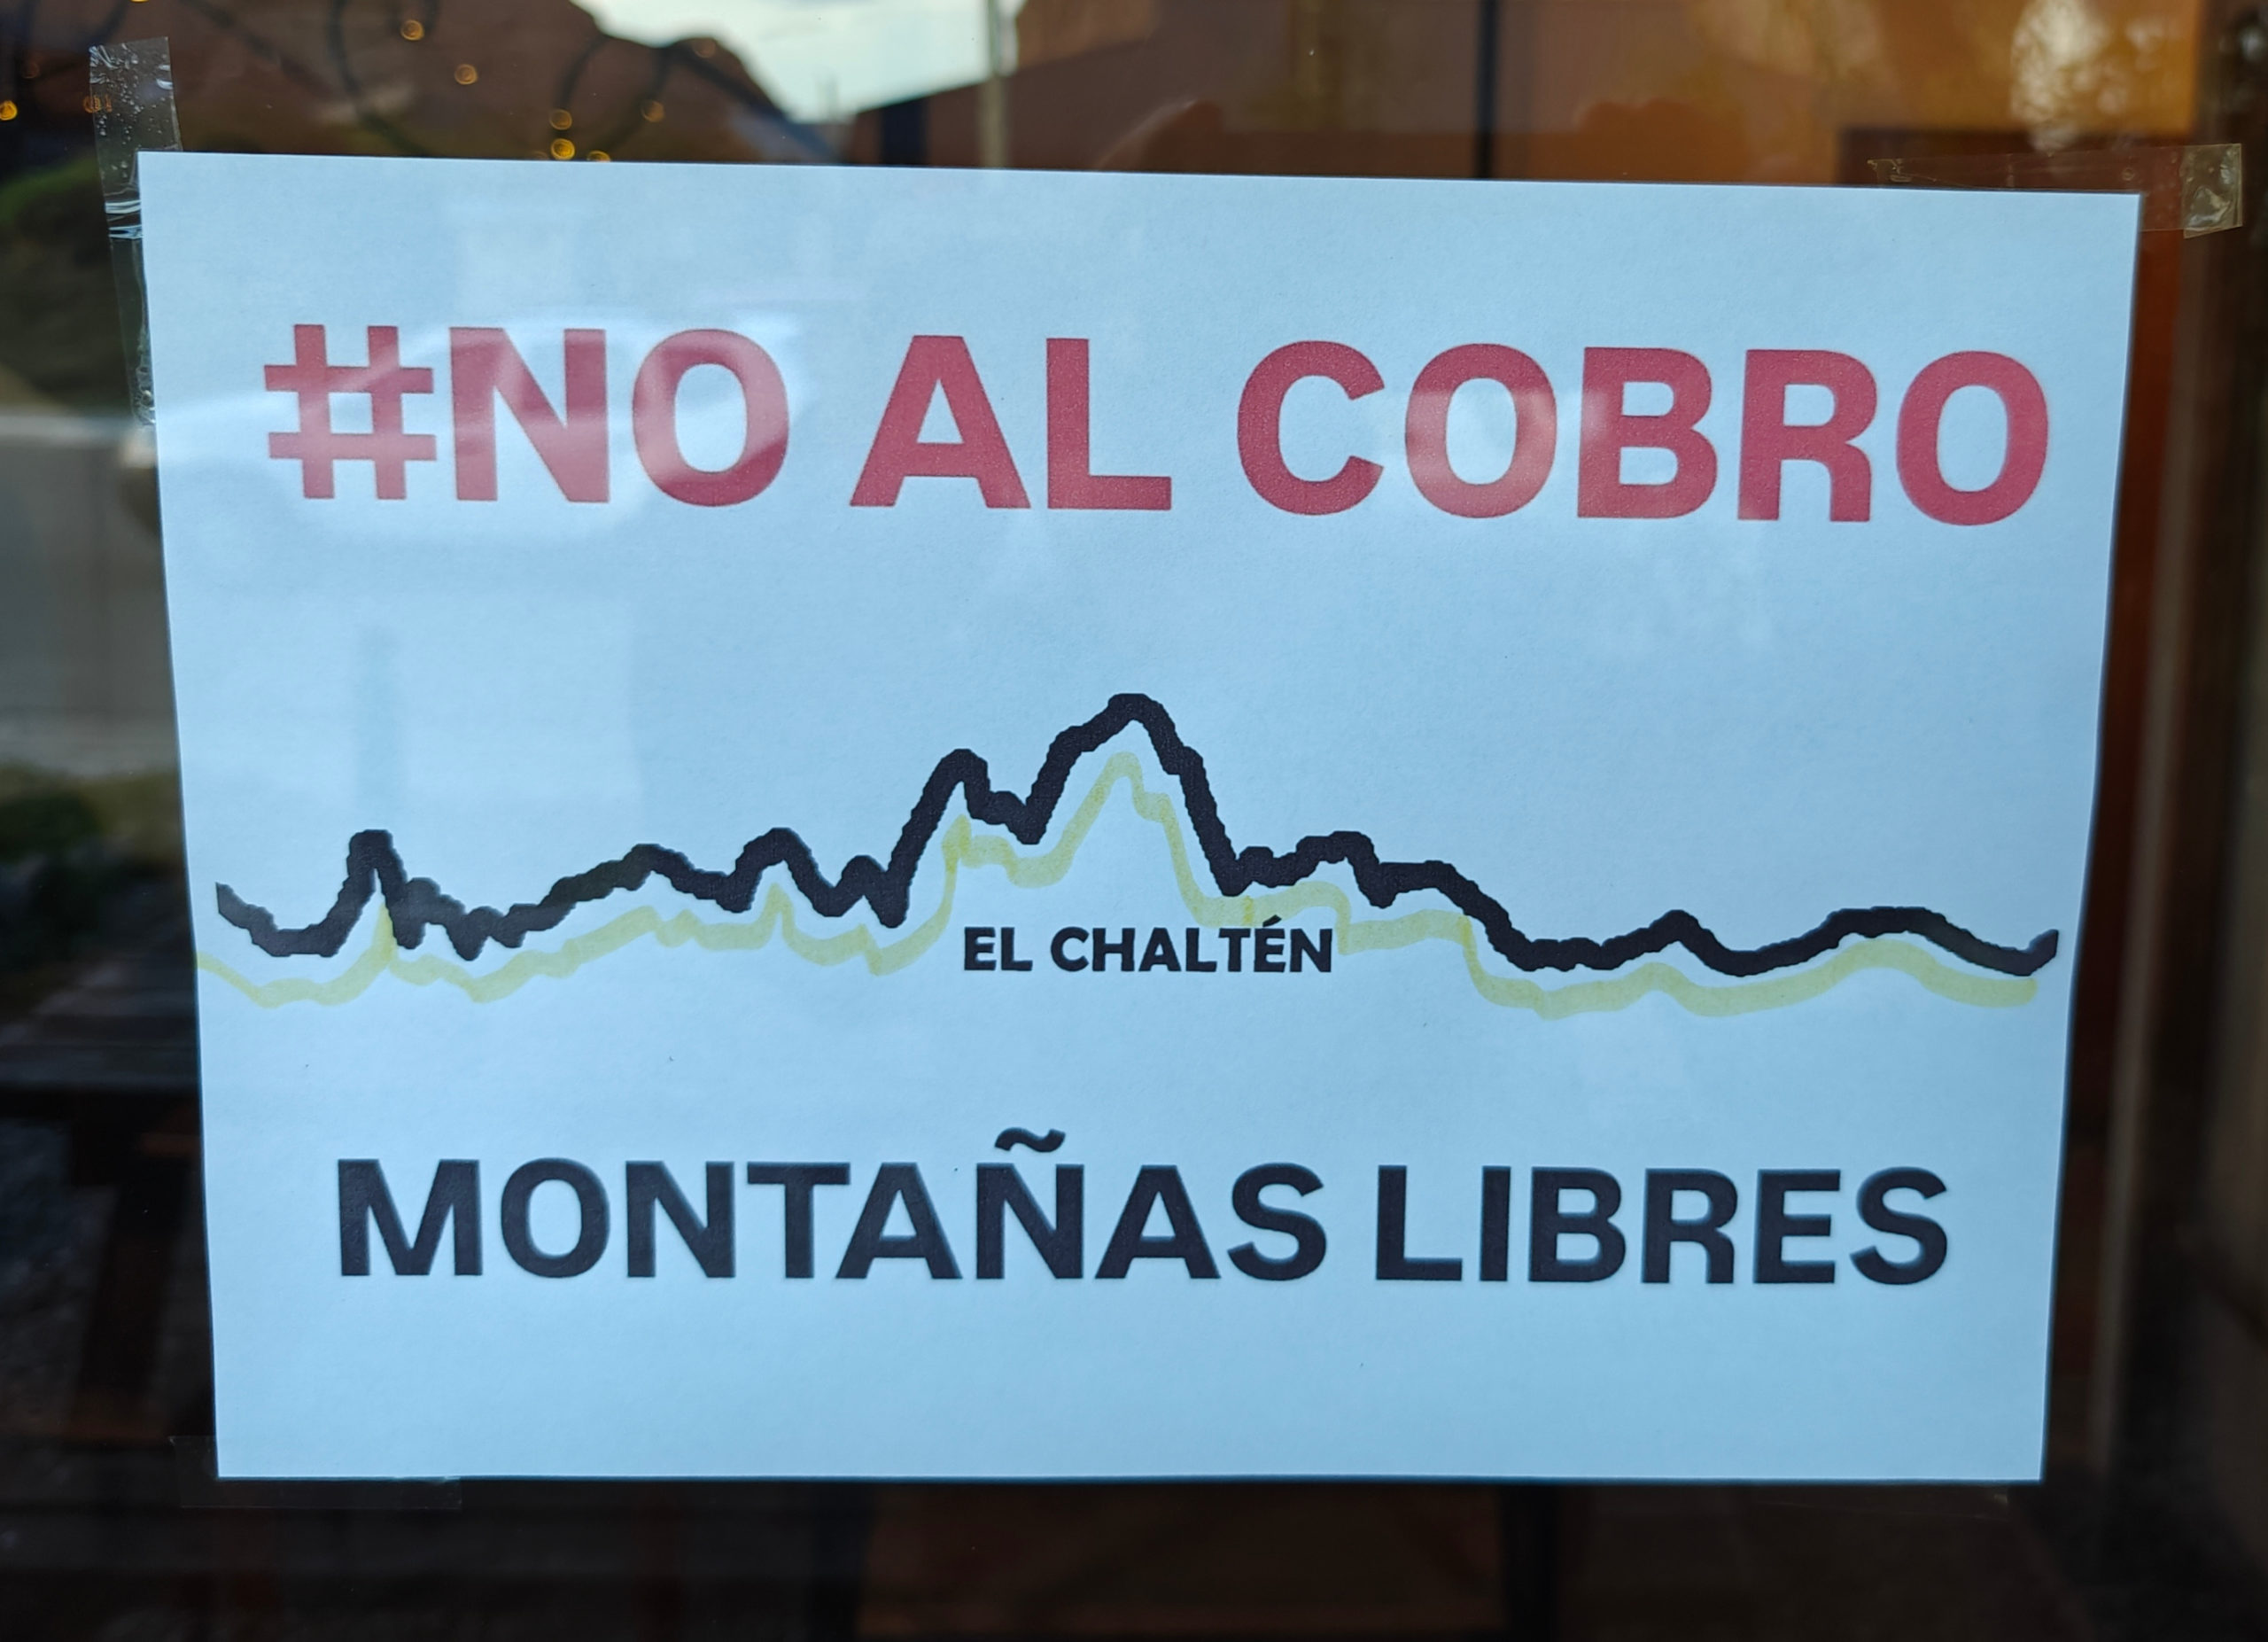 #NO AL COBRO
EL CHALTÉN
MONTAÑAS LIBRES